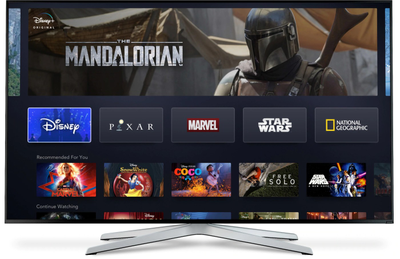 Disney+
ORIGINAL
THE
MANDALORIAN
Disney
PIXAR
MARVEL
STAR WARS
NATIONAL GEOGRAPHIC
Recommended For You
Snow White
COCO
FREE SOLO
STAR WARS
Continue Watching